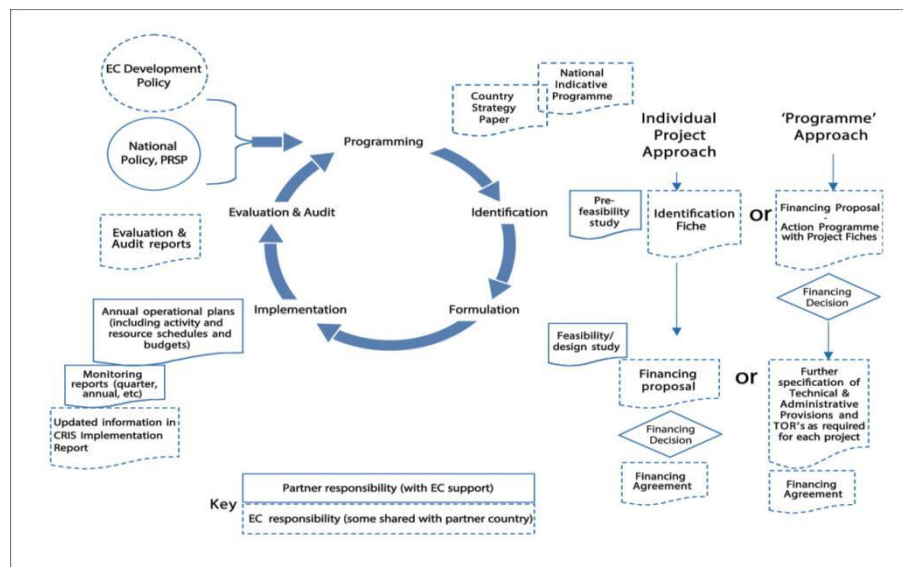 EC Development
Policy
National
Policy, PRSP
Programming
Country
Strategy
Paper
National
Indicative
Programme
Evaluation & Audit
Identification
Evaluation &
Audit reports
Implementation
Formulation
Annual operational plans
(including activity and
resource schedules and
budgets)
Monitoring
reports (quarter,
annual, etc)
Updated information in
CRIS Implementation
Report
Individual
Project
Approach
'Programme'
Approach
Pre-
feasibility
study
Identification
Fiche
or
Financing Proposal
-
Action Programme
with Project Fiches
Financing
Decision
Feasibility/
design study
Financing
proposal
or
Further
specification of
Technical &
Administrative
Provisions and
TOR's as required
for each project
Financing
Decision
Financing
Agreement
Financing
Agreement
Key
Partner responsibility (with EC support)
EC responsibility (some shared with partner country)